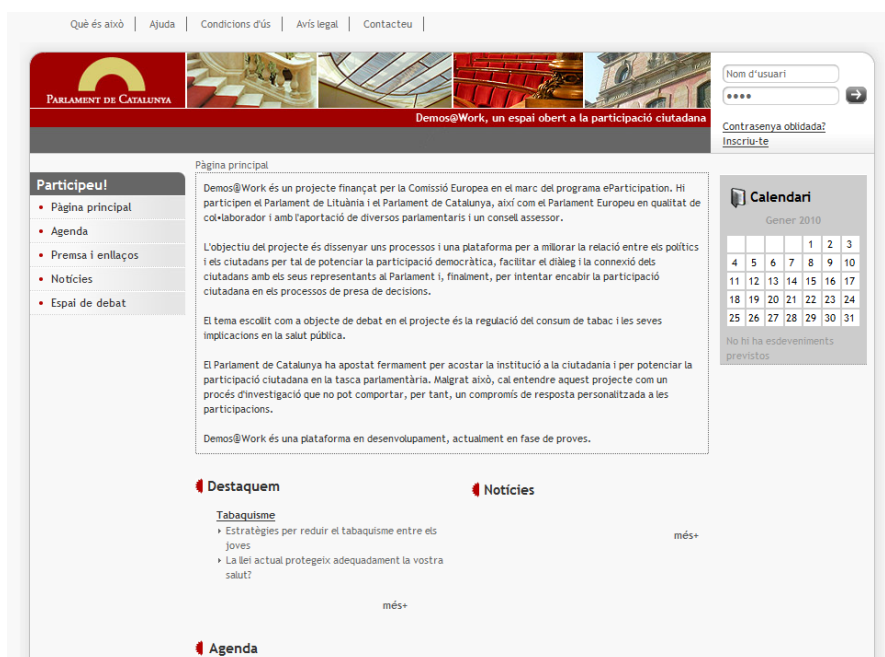 Què és això
Ajuda
Condicions d'ús
Avís legal
Contacteu
PARLAMENT DE CATALUNYA
Demos@Work, un espai obert a la participació ciutadana
Nom d'usuari
••••
Contrasenya oblidada?
Inscriu-te
Participeu!
Pàgina principal
Agenda
Premsa i enllaços
Notícies
Espai de debat
Pàgina principal
Demos@Work és un projecte finançat per la Comissió Europea en el marc del programa eParticipation. Hi
participen el Parlament de Lituània i el Parlament de Catalunya, així com el Parlament Europeu en qualitat de
col•laborador i amb l'aportació de diversos parlamentaris i un consell assessor.
L'objectiu del projecte és dissenyar uns processos i una plataforma per a millorar la relació entre els polítics
i els ciutadans per tal de potenciar la participació democràtica, facilitar el diàleg i la connexió dels
ciutadans amb els seus representants al Parlament i, finalment, per intentar encabir la participació
ciutadana en els processos de presa de decisions.
El tema escollit com a objecte de debat en el projecte és la regulació del consum de tabac i les seves
implicacions en la salut pública.
El Parlament de Catalunya ha apostat fermament per acostar la institució a la ciutadania i per potenciar la
participació ciutadana en la tasca parlamentària. Malgrat això, cal entendre aquest projecte com un
procés d'investigació que no pot comportar, per tant, un compromís de resposta personalitzada a les
participacions.
Demos@Work és una plataforma en desenvolupament, actualment en fase de proves.
Calendari
Gener 2010
1 2 3
4 5 6 7 8 9 10
11 12 13 14 15 16 17
18 19 20 21 22 23 24
25 26 27 28 29 30 31
No hi ha esdeveniments
previstos
Destaquem
Tabaquisme
Estratègies per reduir el tabaquisme entre els
joves
La llei actual protegeix adequadament la vostra
salut?
més+
Notícies
més+
Agenda